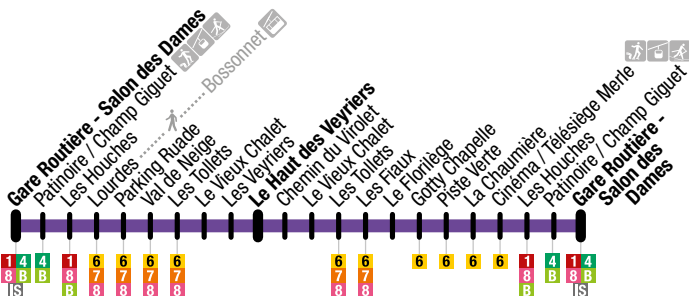 Gare Routière - Salon des Dames
Patinoire / Champ Giguet
Les Houches
Lourdes
Bossonnet
Parking Ruade
Val de Neige
Les Tollets
Le Vieux Chalet
Les Veyriers
Le Haut des Veyriers
Chemin du Virolet
Le Vieux Chalet
Les Tollets
Les Fiaux
Le Florilège
Gotty Chapelle
Piste Verte
La Chaumière
Cinéma / Télésiège Merle
Les Houches
Patinoire / Champ Giguet
Gare Routière -
Salon des
Dames
1 4 4 1 6 6 6 6 6 6 6 6 6 6 1 4 1 4
8 B B 8 7 7 7 7 7 7 8 B 8 B
IS B 8 8 8 8 8 8 B IS